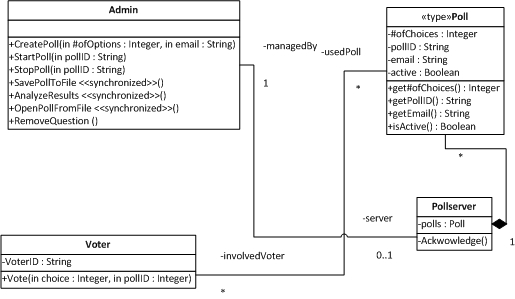 Admin
+CreatePoll(in #ofOptions : Integer, in email : String)
+StartPoll(in pollID : String)
+StopPoll(in pollID : String)
+SavePollToFile <<synchronized>>()
+AnalyzeResults <<synchronized>>()
+OpenPollFromFile <<synchronized>>()
+RemoveQuestion ()
-managedBy
-usedPoll
1
*
«type»Poll
-#ofChoices : Integer
-pollID : String
-email : String
-active : Boolean
+get#ofChoices() : Integer
+getPollID() : String
+getEmail() : String
+isActive() : Boolean
*
Pollserver
-polls : Poll
-Ackwowledge()
1
-server
0..1
Voter
-VoterID : String
+Vote(in choice : Integer, in pollID : Integer)
-involvedVoter
*